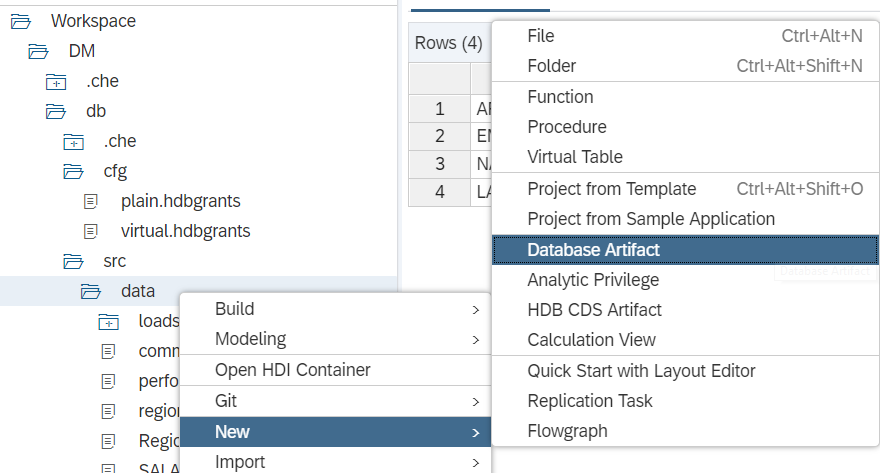 Workspace
DM
.che
db
.che
cfg
plain.hdbgrants
virtual.hdbgrants
src
data
loads
comm
perfo
region
Regio
SALA
Rows (4)
1 AP
2 EM
3 NA
4 LA
Build >
Modeling >
Open HDI Container
Git >
New >
Import >
File Ctrl+Alt+N
Folder Ctrl+Alt+Shift+N
Function
Procedure
Virtual Table
Project from Template Ctrl+Alt+Shift+O
Project from Sample Application
Database Artifact
Database Artifact
Analytic Privilege
HDB CDS Artifact
Calculation View
Quick Start with Layout Editor
Replication Task
Flowgraph